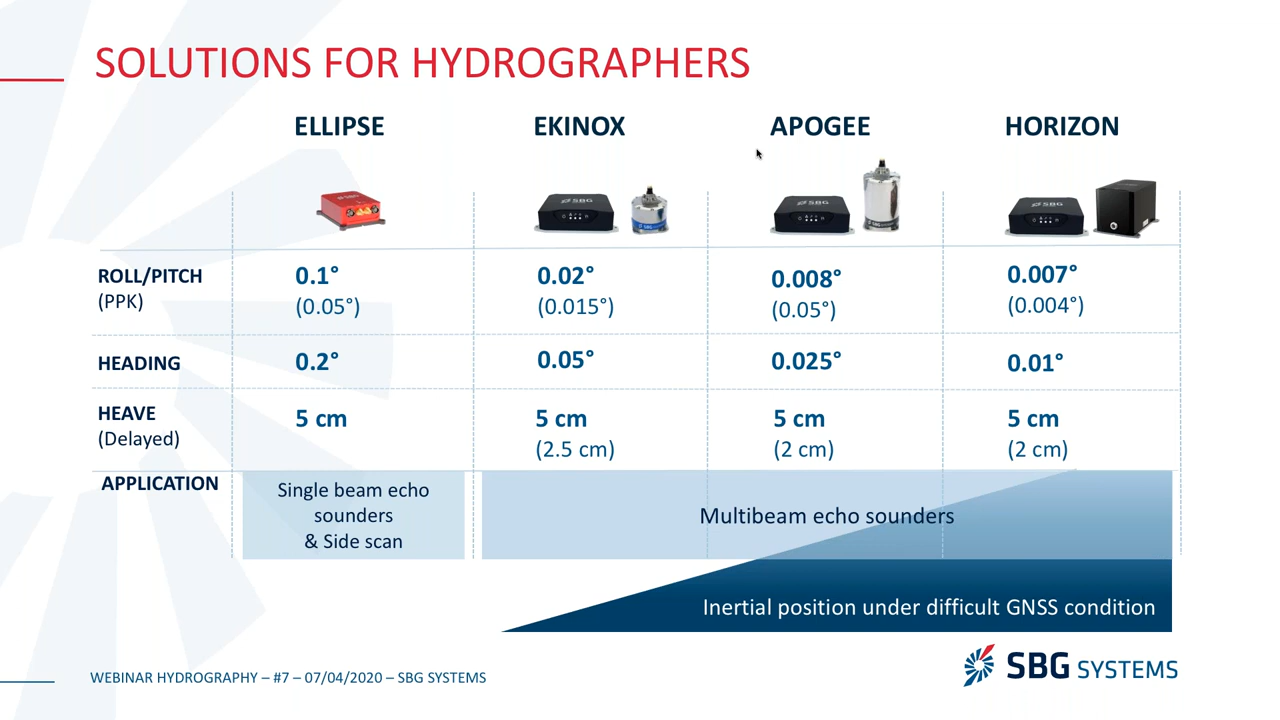 SOLUTIONS FOR HYDROGRAPHERS
ELLIPSE EKINOX APOGEE HORIZON
SBG SBG SBG
ROLL/PITCH 0.1° 0.02° 0.008° 0.007°
(PPK) (0.05°) (0.015°) (0.05°) (0.004°)
HEADING 0.2° 0.05° 0.025° 0.01°
HEAVE 5 cm 5 cm 5 cm 5 cm
(Delayed) (2.5 cm) (2 cm) (2 cm)
APPLICATION
Single beam echo
sounders
& Side scan
Multibeam echo sounders
Inertial position under difficult GNSS condition
WEBINAR HYDROGRAPHY – #7 – 07/04/2020 – SBG SYSTEMS
SBG SYSTEMS